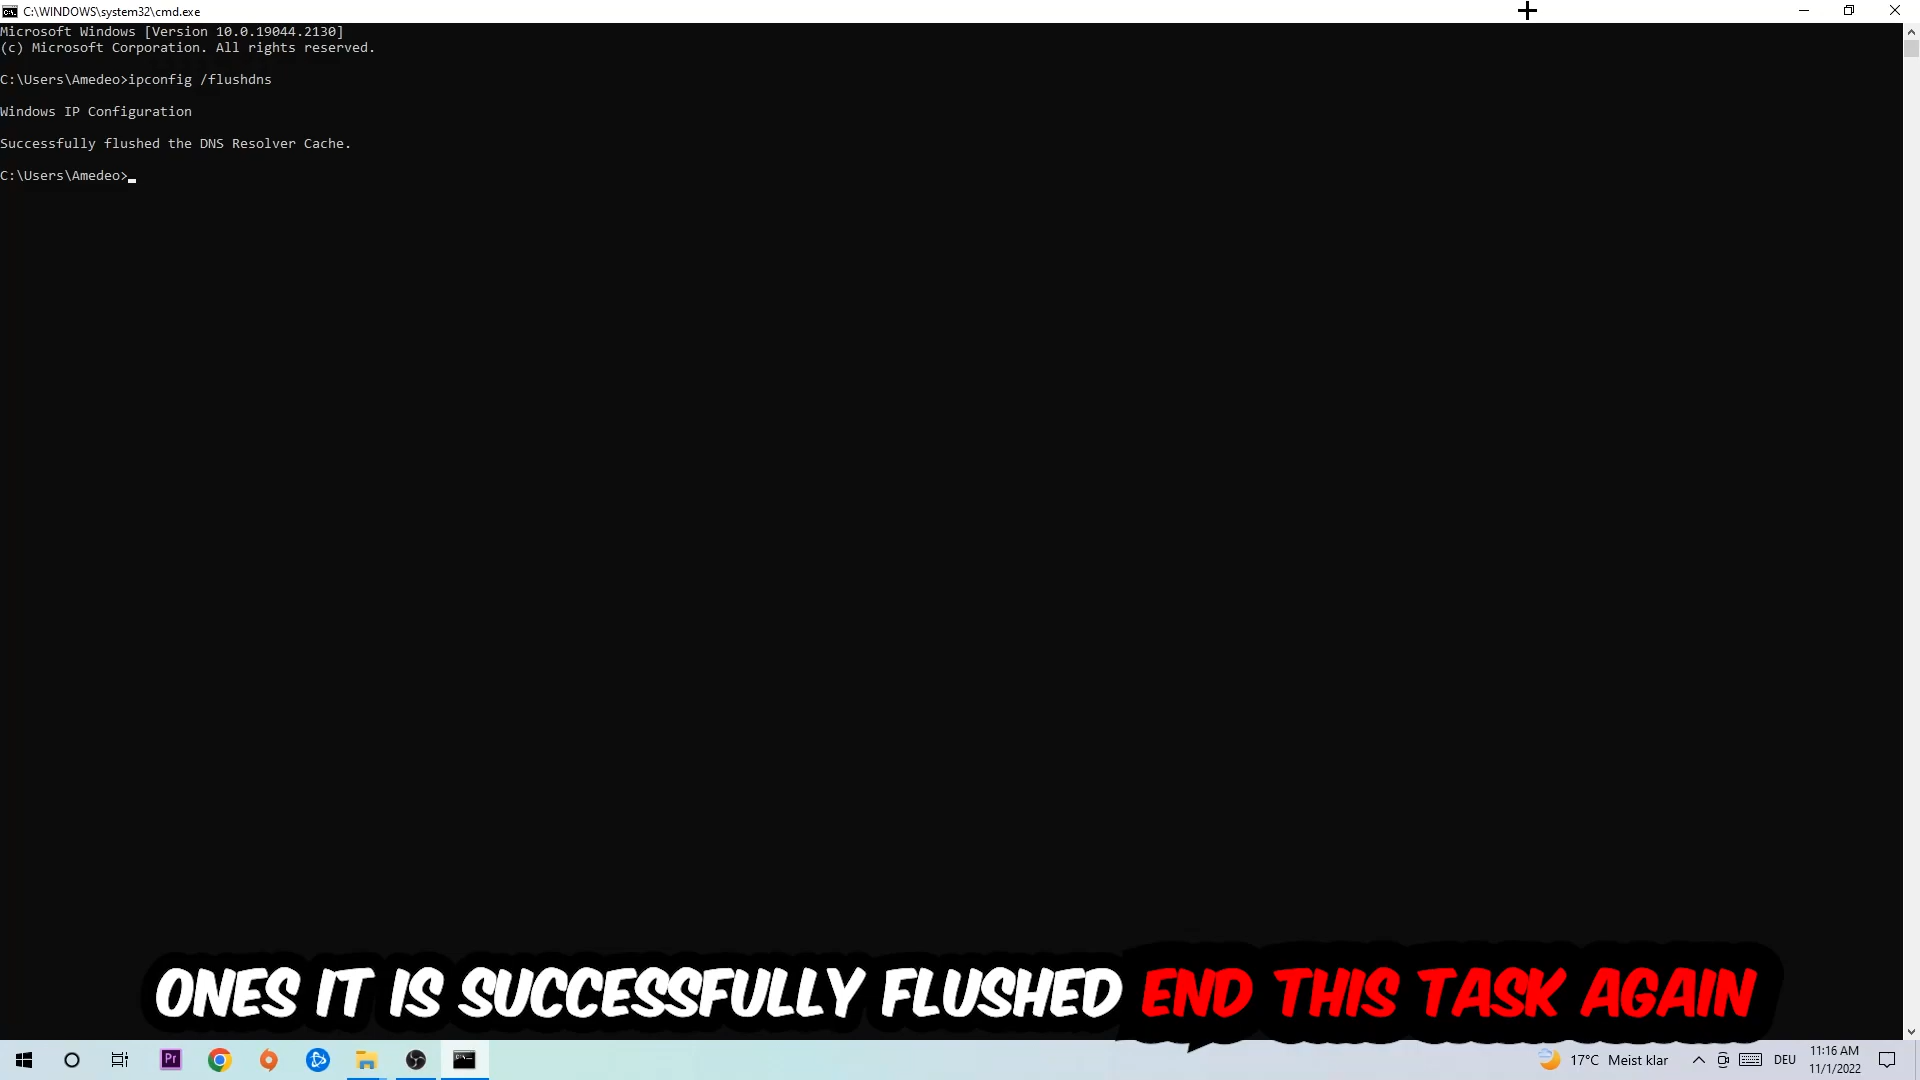 C:\WINDOWS\system32\cmd.exe
Microsoft Windows [Version 10.0.19044.2130]
(c) Microsoft Corporation. All rights reserved.
C:\Users\Amedeo>ipconfig /flushdns
Windows IP Configuration
Successfully flushed the DNS Resolver Cache.
C:\Users\Amedeo>
ONES IT IS SUCCESSFULLY FLUSHED END THIS TASK AGAIN
Pr
17°C Meist klar
DEU
11:16 AM
11/1/2022